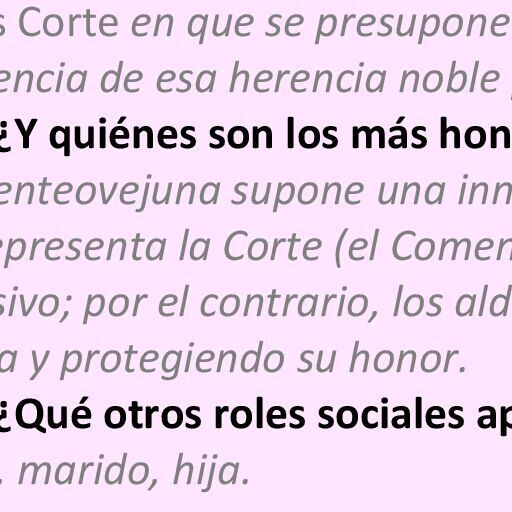 s Corte en que se presupone
encia de esa herencia noble
¿Y quiénes son los más hon
enteovejuna supone una inn
epresenta la Corte (el Comen
sivo; por el contrario, los ald
a y protegiendo su honor.
¿Qué otros roles sociales ap
. marido, hija.